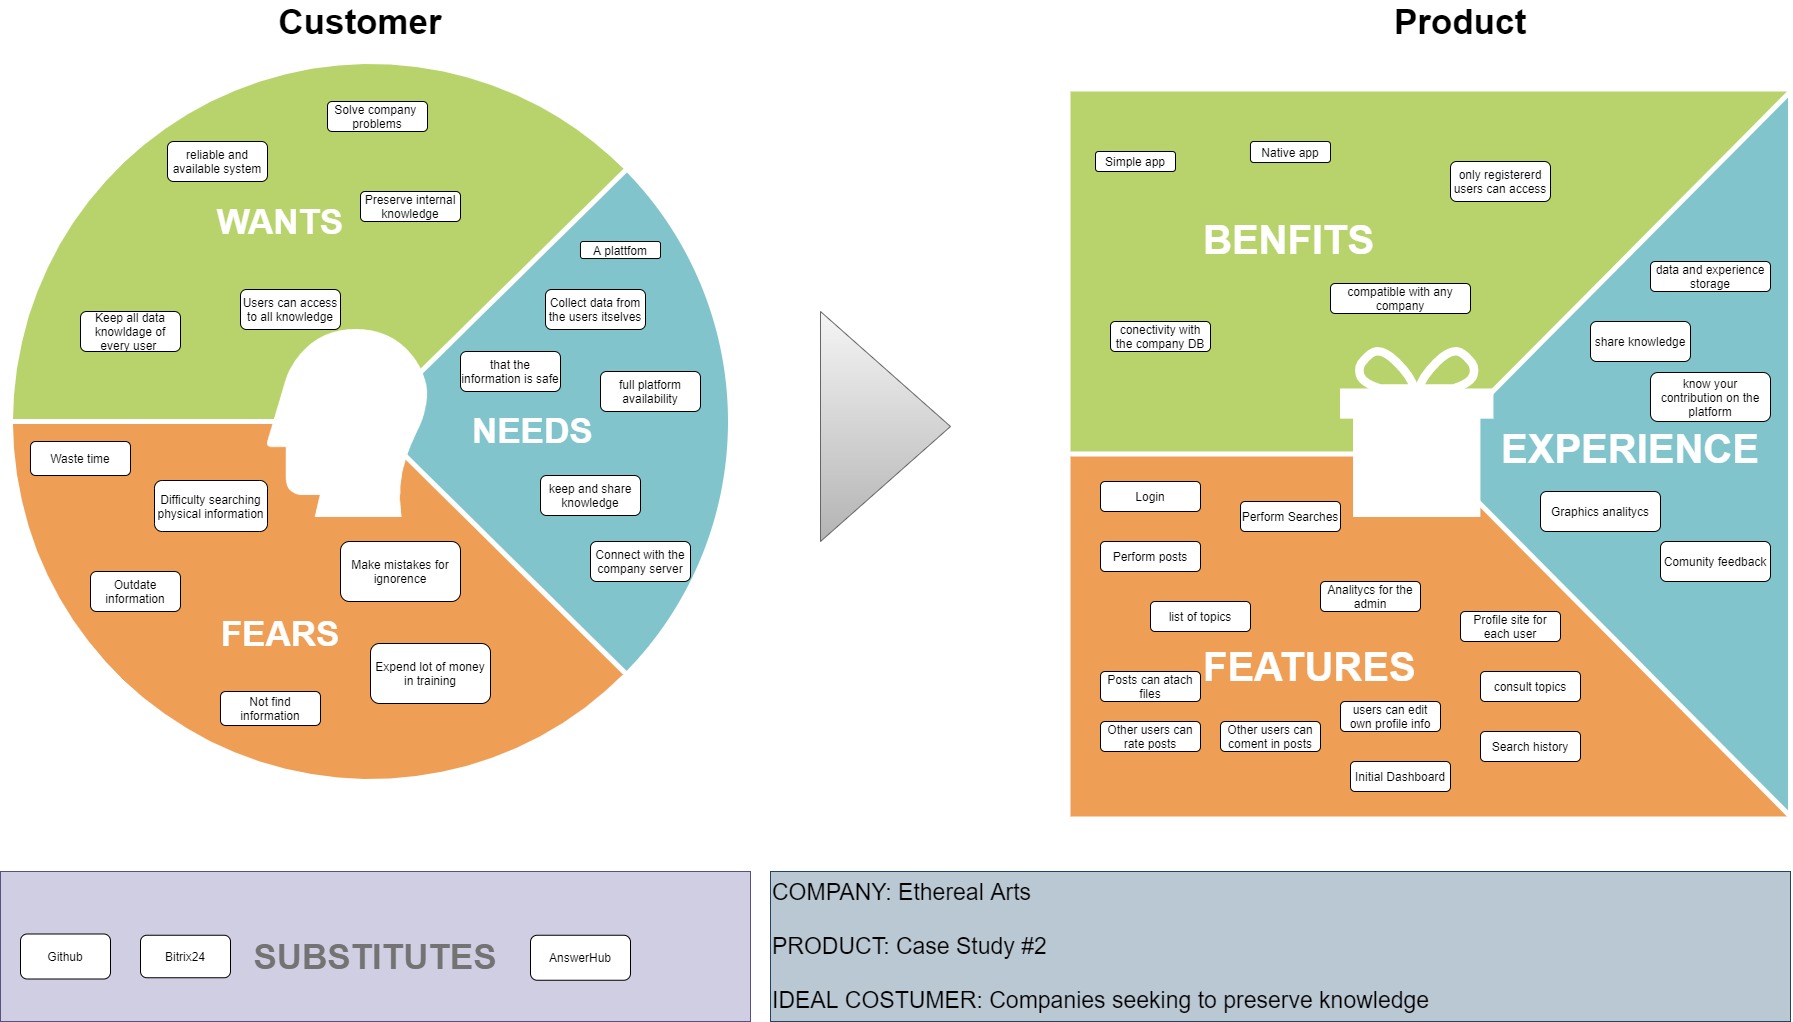 Customer
Solve company
problems
reliable and
available system
Preserve internal
knowledge
WANTS
Keep all data
knowldage of
every user
Users can access
to all knowledge
A plattfom
Collect data from
the users itselves
that the
information is safe
full platform
availability
NEEDS
keep and share
knowledge
Connect with the
company server
Waste time
Difficulty searching
physical information
Make mistakes for
ignorence
Outdate
information
FEARS
Expend lot of money
in training
Not find
information
Product
Simple app
Native app
only registererd
users can access
BENFITS
compatible with any
company
conectivity with
the company DB
data and experience
storage
share knowledge
know your
contribution on the
platform
EXPERIENCE
Graphics analitycs
Comunity feedback
Login
Perform Searches
Perform posts
Analitycs for the
admin
list of topics
Profile site for
each user
FEATURES
Posts can atach
files
consult topics
users can edit
own profile info
Other users can
rate posts
Other users can
coment in posts
Search history
Initial Dashboard
Github
Bitrix24
SUBSTITUTES
AnswerHub
COMPANY: Ethereal Arts
PRODUCT: Case Study #2
IDEAL COSTUMER: Companies seeking to preserve knowledge